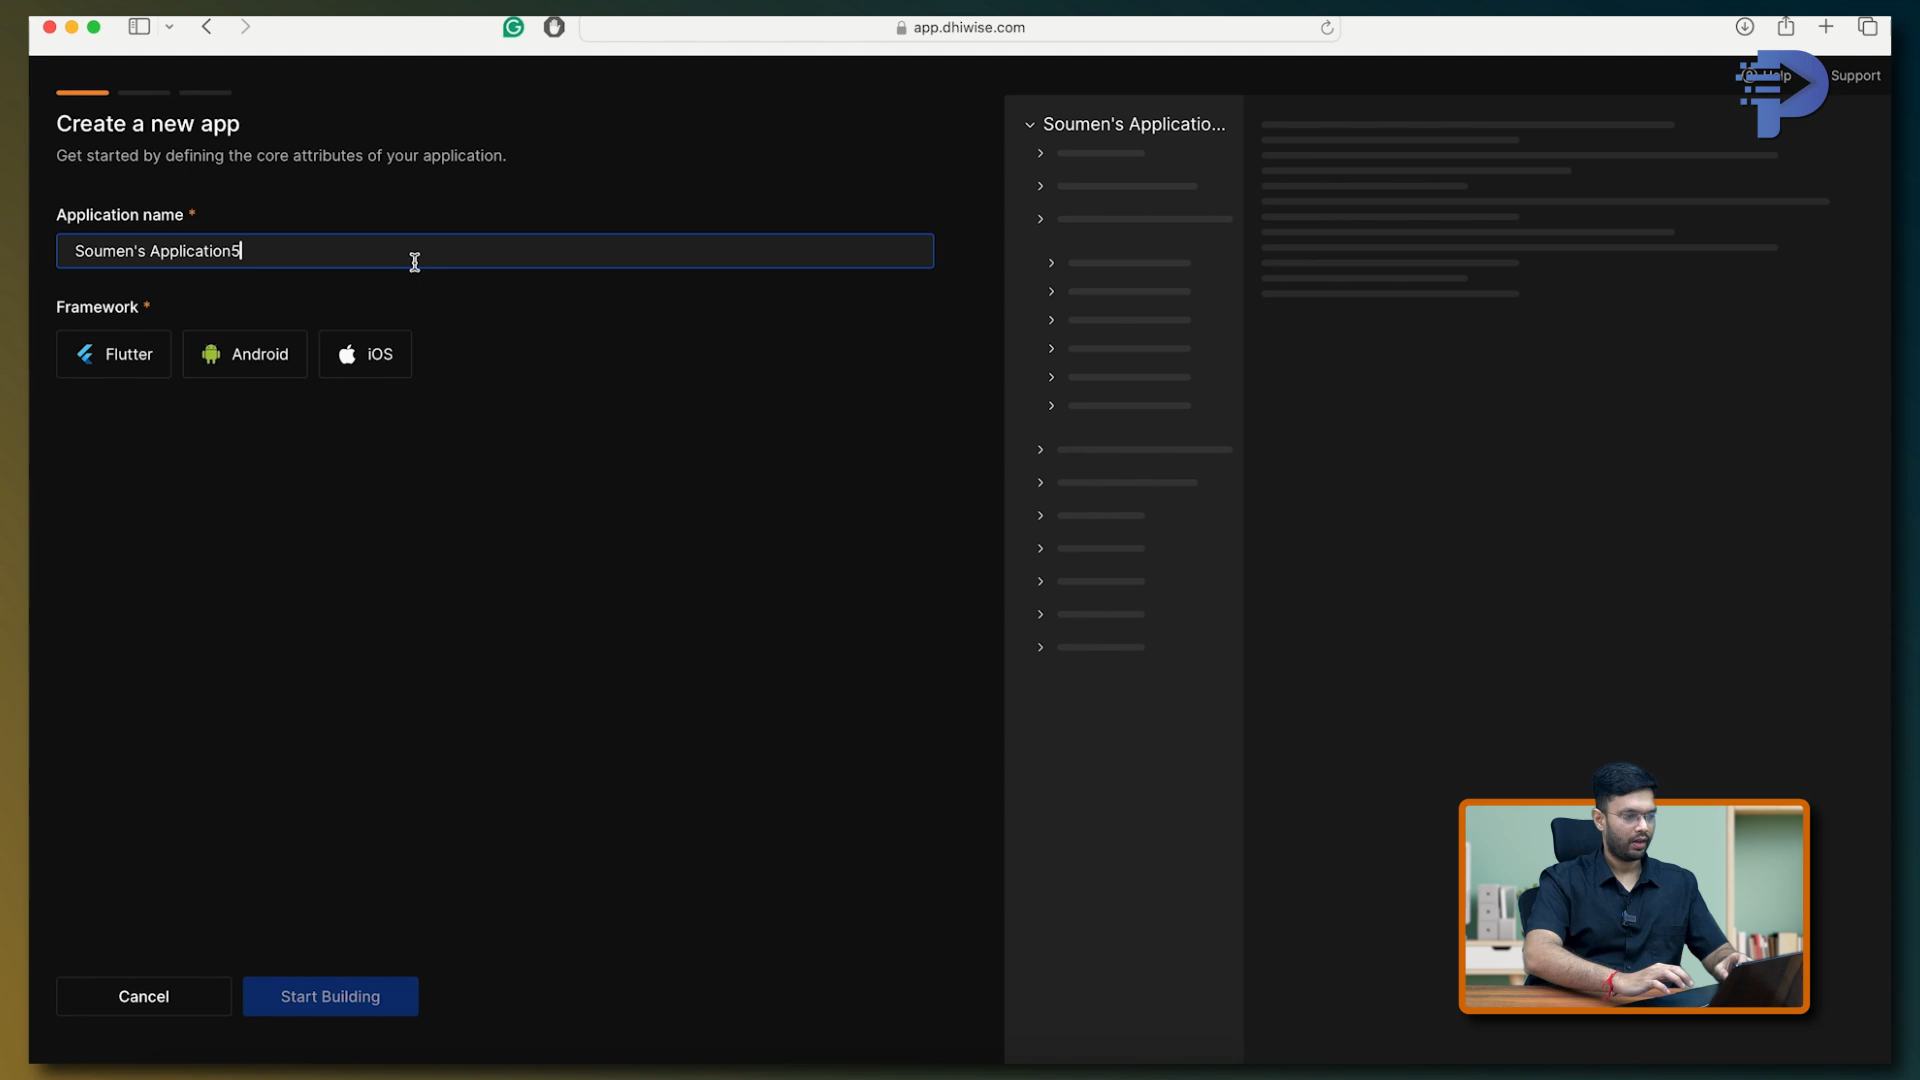 app.dhiwise.com
Help
Support
Create a new app
Get started by defining the core attributes of your application.
Application name *
Soumen's Application5
Framework *
Flutter
Android
iOS
Cancel
Start Building
Soumen's Applicatio...